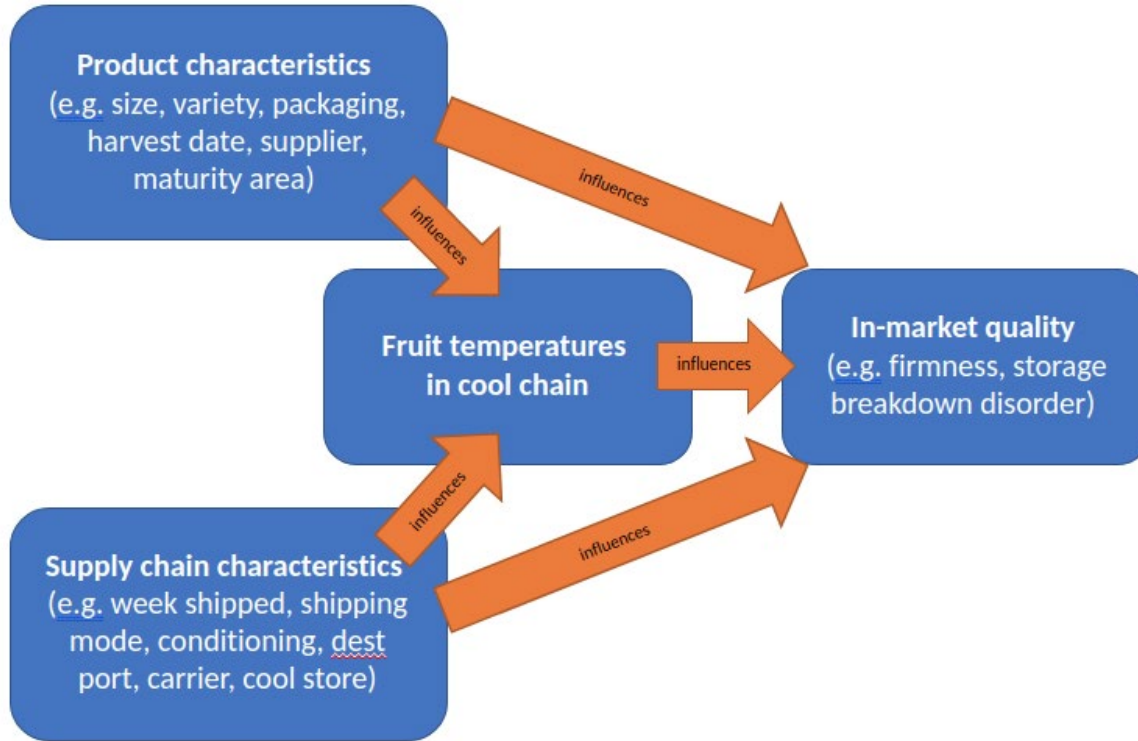 Product characteristics
(e.g. size, variety, packaging,
harvest date, supplier,
maturity area)
influences
influences
Fruit temperatures
in cool chain
influences
In-market quality
(e.g. firmness, storage
breakdown disorder)
influences
influences
Supply chain characteristics
(e.g. week shipped, shipping
mode, conditioning, dest
port, carrier, cool store)